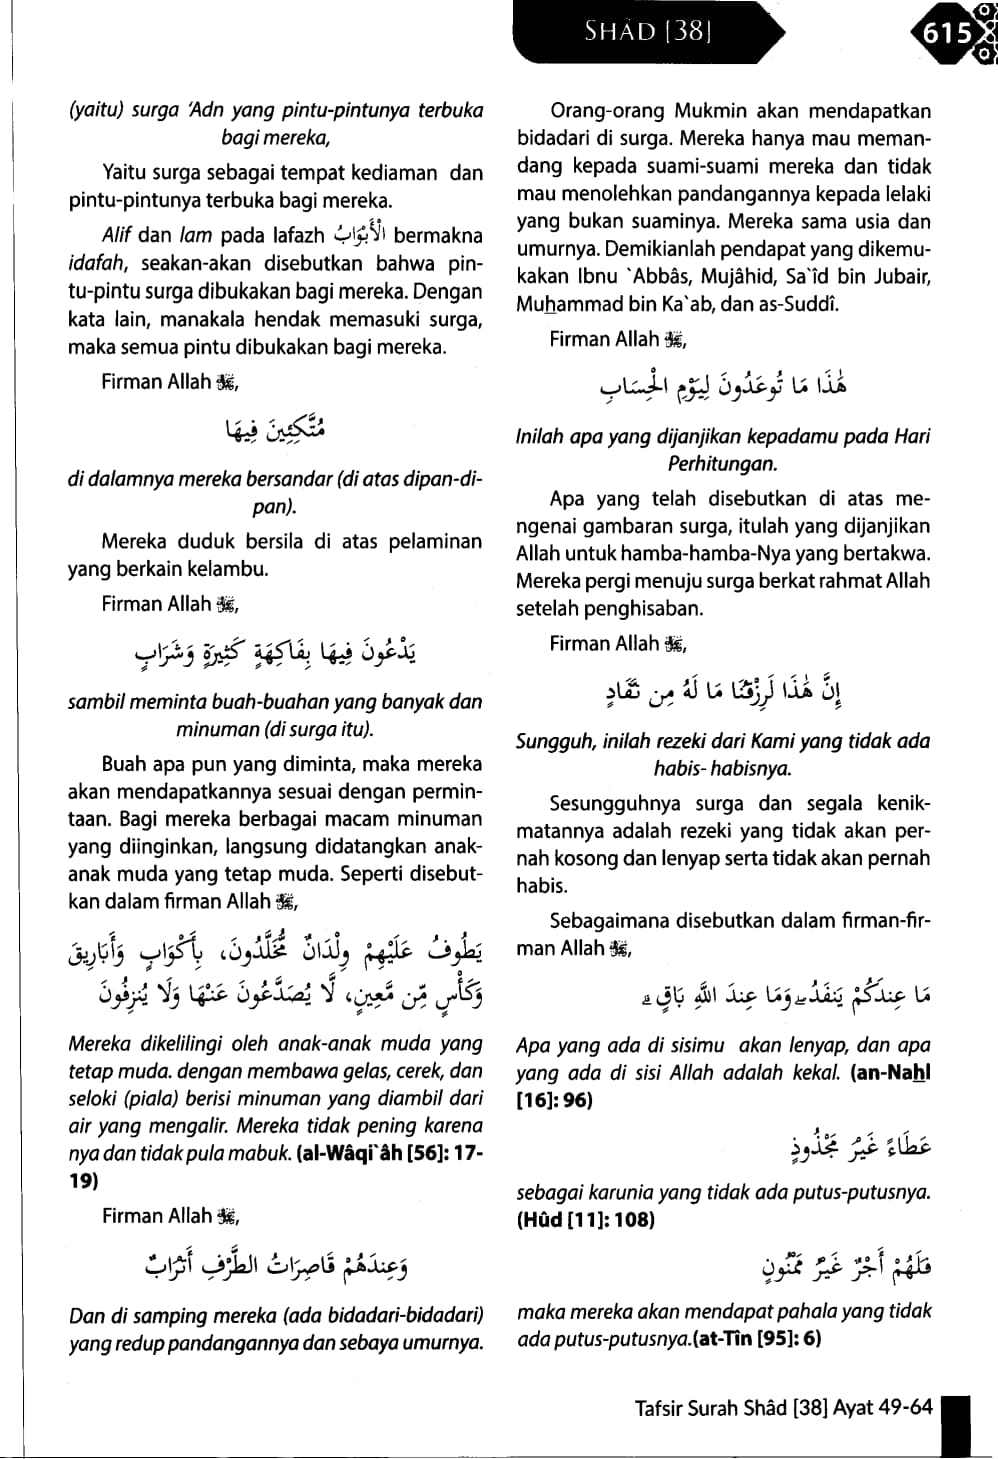 SHÂD [38]
615
(yaitu) surga ‘Adn yang pintu-pintunya terbuka
bagi mereka,
Yaitu surga sebagai tempat kediaman dan
pintu-pintunya terbuka bagi mereka.
Alif dan lam pada lafazh الْأَبْوَابُ bermakna
idafah, seakan-akan disebutkan bahwa pin-
tu-pintu surga dibukakan bagi mereka. Dengan
kata lain, manakala hendak memasuki surga,
maka semua pintu dibukakan bagi mereka.
Firman Allah ﷻ,
مُتَّكِئِينَ فِيهَا
di dalamnya mereka bersandar (di atas dipan-di-
pan).
Mereka duduk bersila di atas pelaminan
yang berkain kelambu.
Firman Allah ﷻ,
يَدْعُونَ فِيهَا بِفَاكِهَةٍ كَثِيرَةٍ وَشَرَابٍ
sambil meminta buah-buahan yang banyak dan
minuman (di surga itu).
Buah apa pun yang diminta, maka mereka
akan mendapatkannya sesuai dengan permin-
taan. Bagi mereka berbagai macam minuman
yang diinginkan, langsung didatangkan anak-
anak muda yang tetap muda. Seperti disebut-
kan dalam firman Allah ﷻ,
يَطُوفُ عَلَيْهِمْ وِلْدَانٌ مُّخَلَّدُونَ، بِأَكْوَابٍ وَأَبَارِيقَ
وَكَأْسٍ مِّن مَّعِينٍ، لَّا يُصَدَّعُونَ عَنْهَا وَلَا يُنزِفُونَ
Mereka dikelilingi oleh anak-anak muda yang
tetap muda. dengan membawa gelas, cerek, dan
seloki (piala) berisi minuman yang diambil dari
air yang mengalir. Mereka tidak pening karena
nya dan tidak pula mabuk. (al-Wâqi`âh [56]: 17-
19)
Firman Allah ﷻ,
وَعِندَهُمْ قَاصِرَاتُ الطَّرْفِ أَتْرَابٌ
Dan di samping mereka (ada bidadari-bidadari)
yang redup pandangannya dan sebaya umurnya.
Orang-orang Mukmin akan mendapatkan
bidadari di surga. Mereka hanya mau meman-
dang kepada suami-suami mereka dan tidak
mau menolehkan pandangannya kepada lelaki
yang bukan suaminya. Mereka sama usia dan
umurnya. Demikianlah pendapat yang dikemu-
kakan Ibnu `Abbâs, Mujâhid, Sa`îd bin Jubair,
Muhammad bin Ka`ab, dan as-Suddî.
Firman Allah ﷻ,
هَٰذَا مَا تُوعَدُونَ لِيَوْمِ الْحِسَابِ
Inilah apa yang dijanjikan kepadamu pada Hari
Perhitungan.
Apa yang telah disebutkan di atas me-
ngenai gambaran surga, itulah yang dijanjikan
Allah untuk hamba-hamba-Nya yang bertakwa.
Mereka pergi menuju surga berkat rahmat Allah
setelah penghisaban.
Firman Allah ﷻ,
إِنَّ هَٰذَا لَرِزْقُنَا مَا لَهُ مِن نَّفَادٍ
Sungguh, inilah rezeki dari Kami yang tidak ada
habis- habisnya.
Sesungguhnya surga dan segala kenik-
matannya adalah rezeki yang tidak akan per-
nah kosong dan lenyap serta tidak akan pernah
habis.
Sebagaimana disebutkan dalam firman-fir-
man Allah ﷻ,
مَا عِندَكُمْ يَنفَدُ ۖ وَمَا عِندَ اللَّهِ بَاقٍ ۗ
Apa yang ada di sisimu akan lenyap, dan apa
yang ada di sisi Allah adalah kekal. (an-Nahl
[16]: 96)
عَطَاءً غَيْرَ مَجْذُوذٍ
sebagai karunia yang tidak ada putus-putusnya.
(Hûd [11]: 108)
فَلَهُمْ أَجْرٌ غَيْرُ مَمْنُونٍ
maka mereka akan mendapat pahala yang tidak
ada putus-putusnya.(at-Tîn [95]: 6)
Tafsir Surah Shâd [38] Ayat 49-64